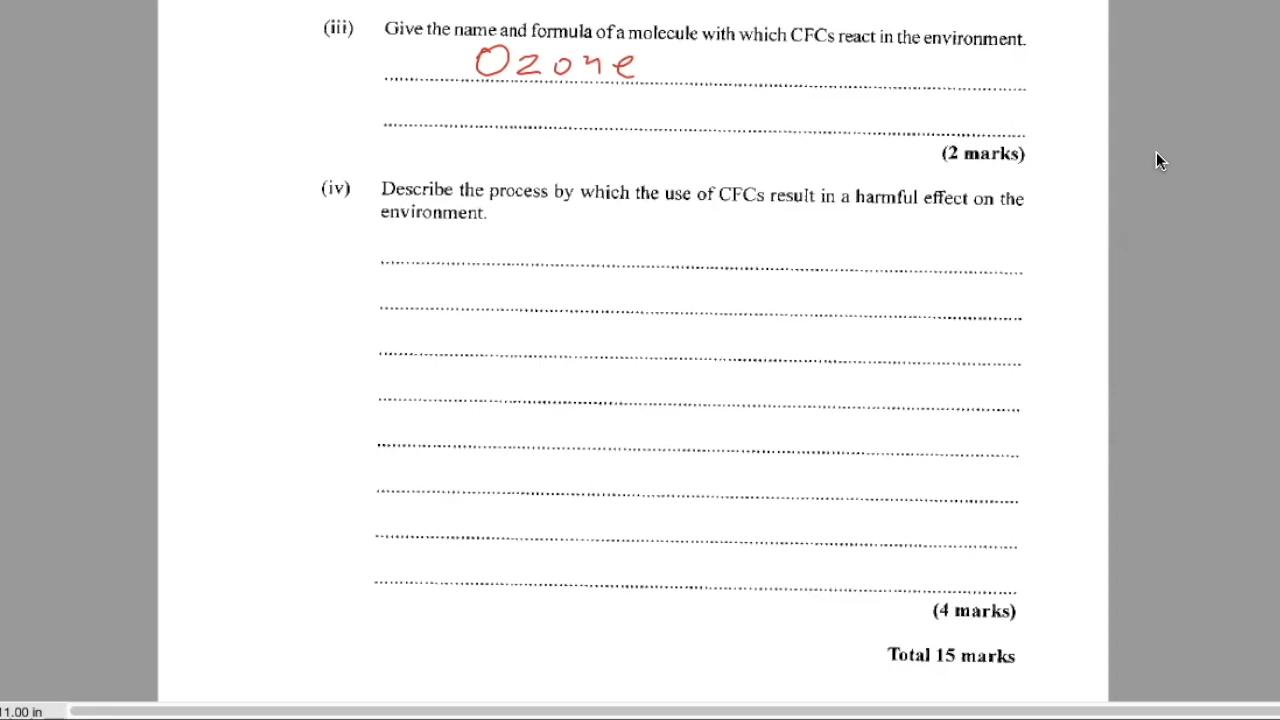 (iii) Give the name and formula of a molecule with which CFCs react in the environment.
Ozone
(2 marks)
(iv) Describe the process by which the use of CFCs result in a harmful effect on the
environment.
(4 marks)
Total 15 marks
11.00 in